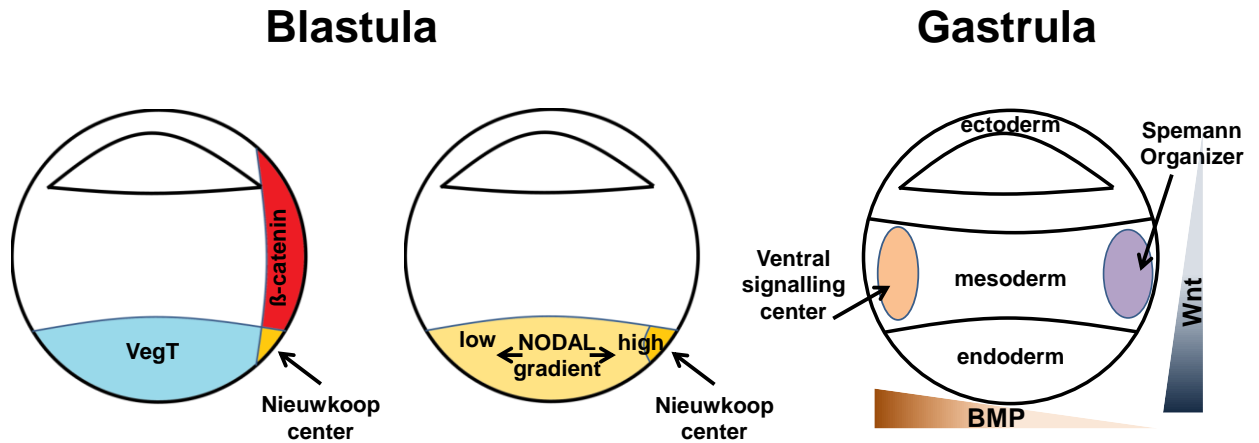 Blastula
ß-catenin
VegT
Nieuwkoop
center
low
NODAL
gradient
high
Nieuwkoop
center
Gastrula
ectoderm
Spemann
Organizer
Ventral
signalling
center
mesoderm
endoderm
Wnt
BMP